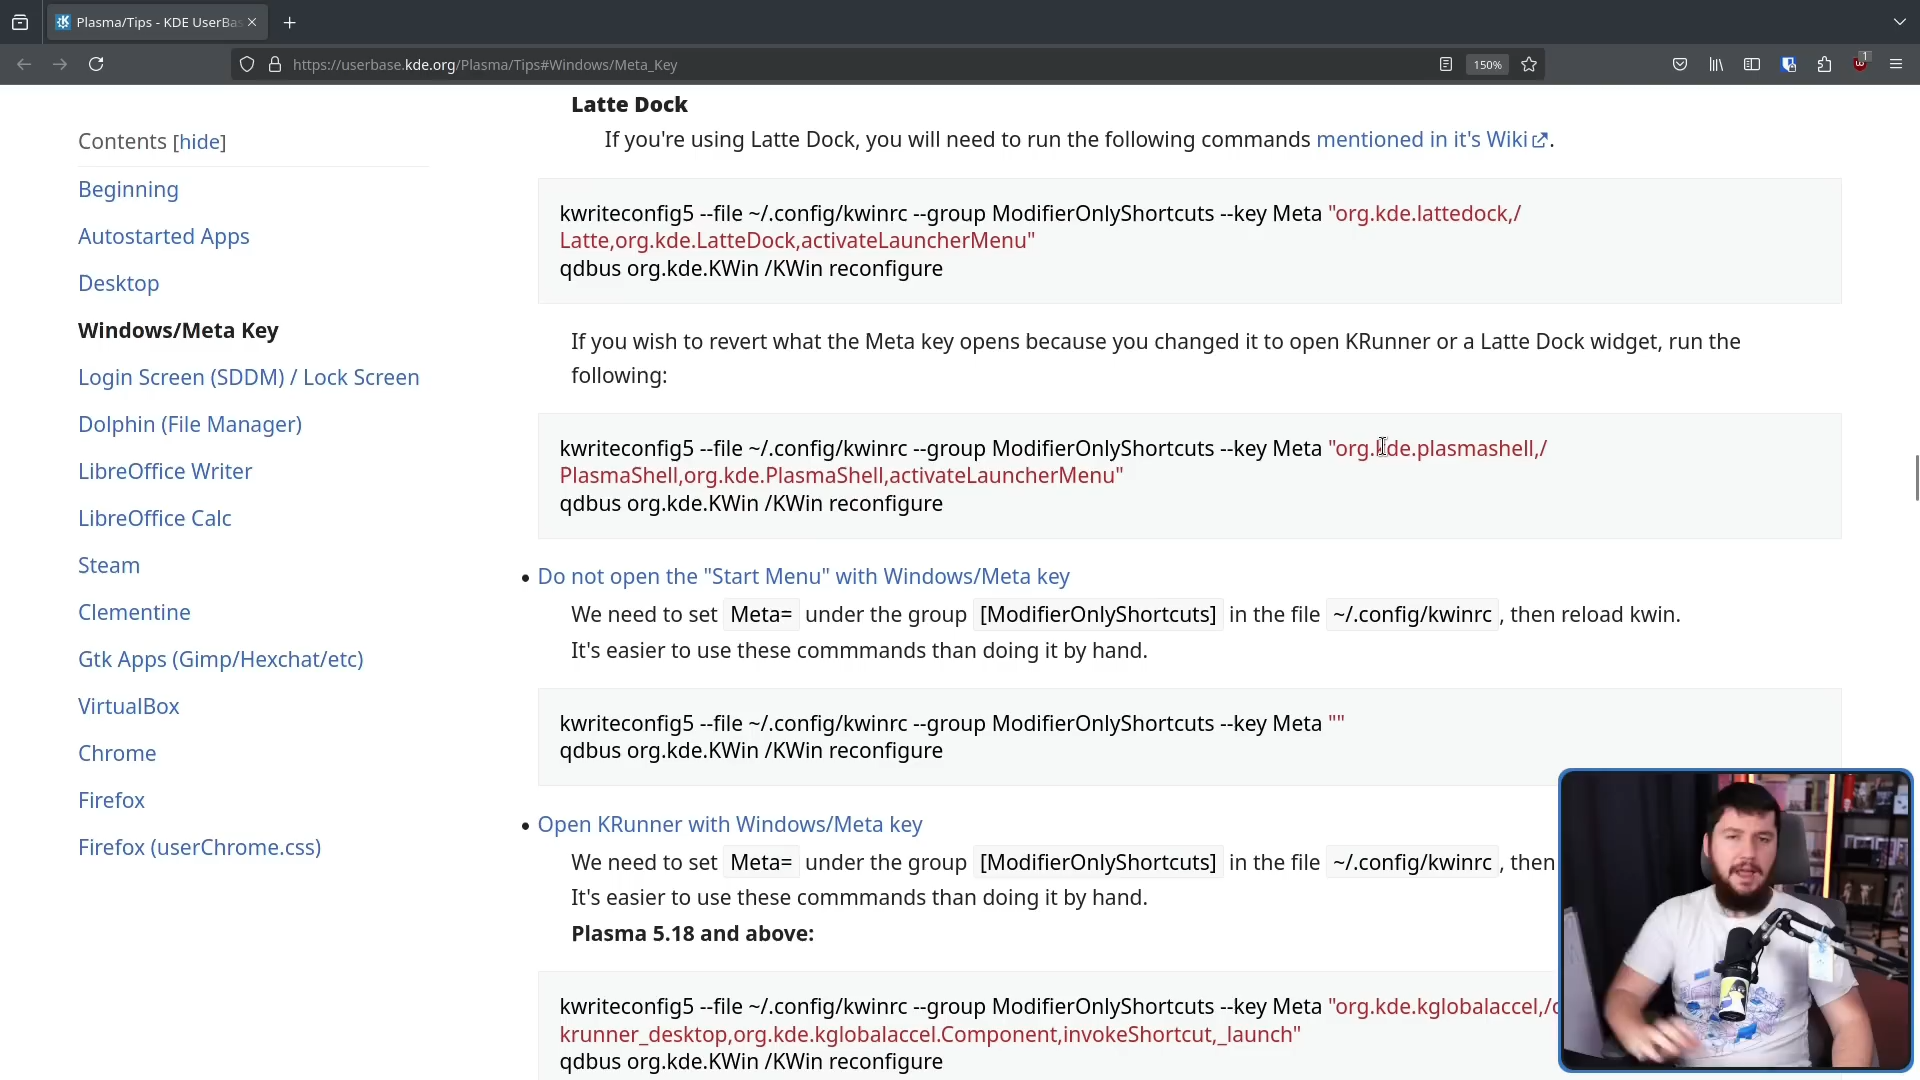 Plasma/Tips - KDE UserBas
https://userbase.kde.org/Plasma/Tips#Windows/Meta_Key
150%
1
Contents [hide]
Beginning
Autostarted Apps
Desktop
Windows/Meta Key
Login Screen (SDDM) / Lock Screen
Dolphin (File Manager)
LibreOffice Writer
LibreOffice Calc
Steam
Clementine
Gtk Apps (Gimp/Hexchat/etc)
VirtualBox
Chrome
Firefox
Firefox (userChrome.css)
Latte Dock
If you're using Latte Dock, you will need to run the following commands mentioned in it's Wiki.
kwriteconfig5 --file ~/.config/kwinrc --group ModifierOnlyShortcuts --key Meta "org.kde.lattedock,/
Latte,org.kde.LatteDock,activateLauncherMenu"
qdbus org.kde.KWin /KWin reconfigure
If you wish to revert what the Meta key opens because you changed it to open KRunner or a Latte Dock widget, run the
following:
kwriteconfig5 --file ~/.config/kwinrc --group ModifierOnlyShortcuts --key Meta "org.kde.plasmashell,/
PlasmaShell,org.kde.PlasmaShell,activateLauncherMenu"
qdbus org.kde.KWin /KWin reconfigure
• Do not open the "Start Menu" with Windows/Meta key
We need to set Meta= under the group [ModifierOnlyShortcuts] in the file ~/.config/kwinrc , then reload kwin.
It's easier to use these commmands than doing it by hand.
kwriteconfig5 --file ~/.config/kwinrc --group ModifierOnlyShortcuts --key Meta ""
qdbus org.kde.KWin /KWin reconfigure
• Open KRunner with Windows/Meta key
We need to set Meta= under the group [ModifierOnlyShortcuts] in the file ~/.config/kwinrc , then
It's easier to use these commmands than doing it by hand.
Plasma 5.18 and above:
kwriteconfig5 --file ~/.config/kwinrc --group ModifierOnlyShortcuts --key Meta "org.kde.kglobalaccel,/c
krunner_desktop,org.kde.kglobalaccel.Component,invokeShortcut,_launch"
qdbus org.kde.KWin /KWin reconfigure